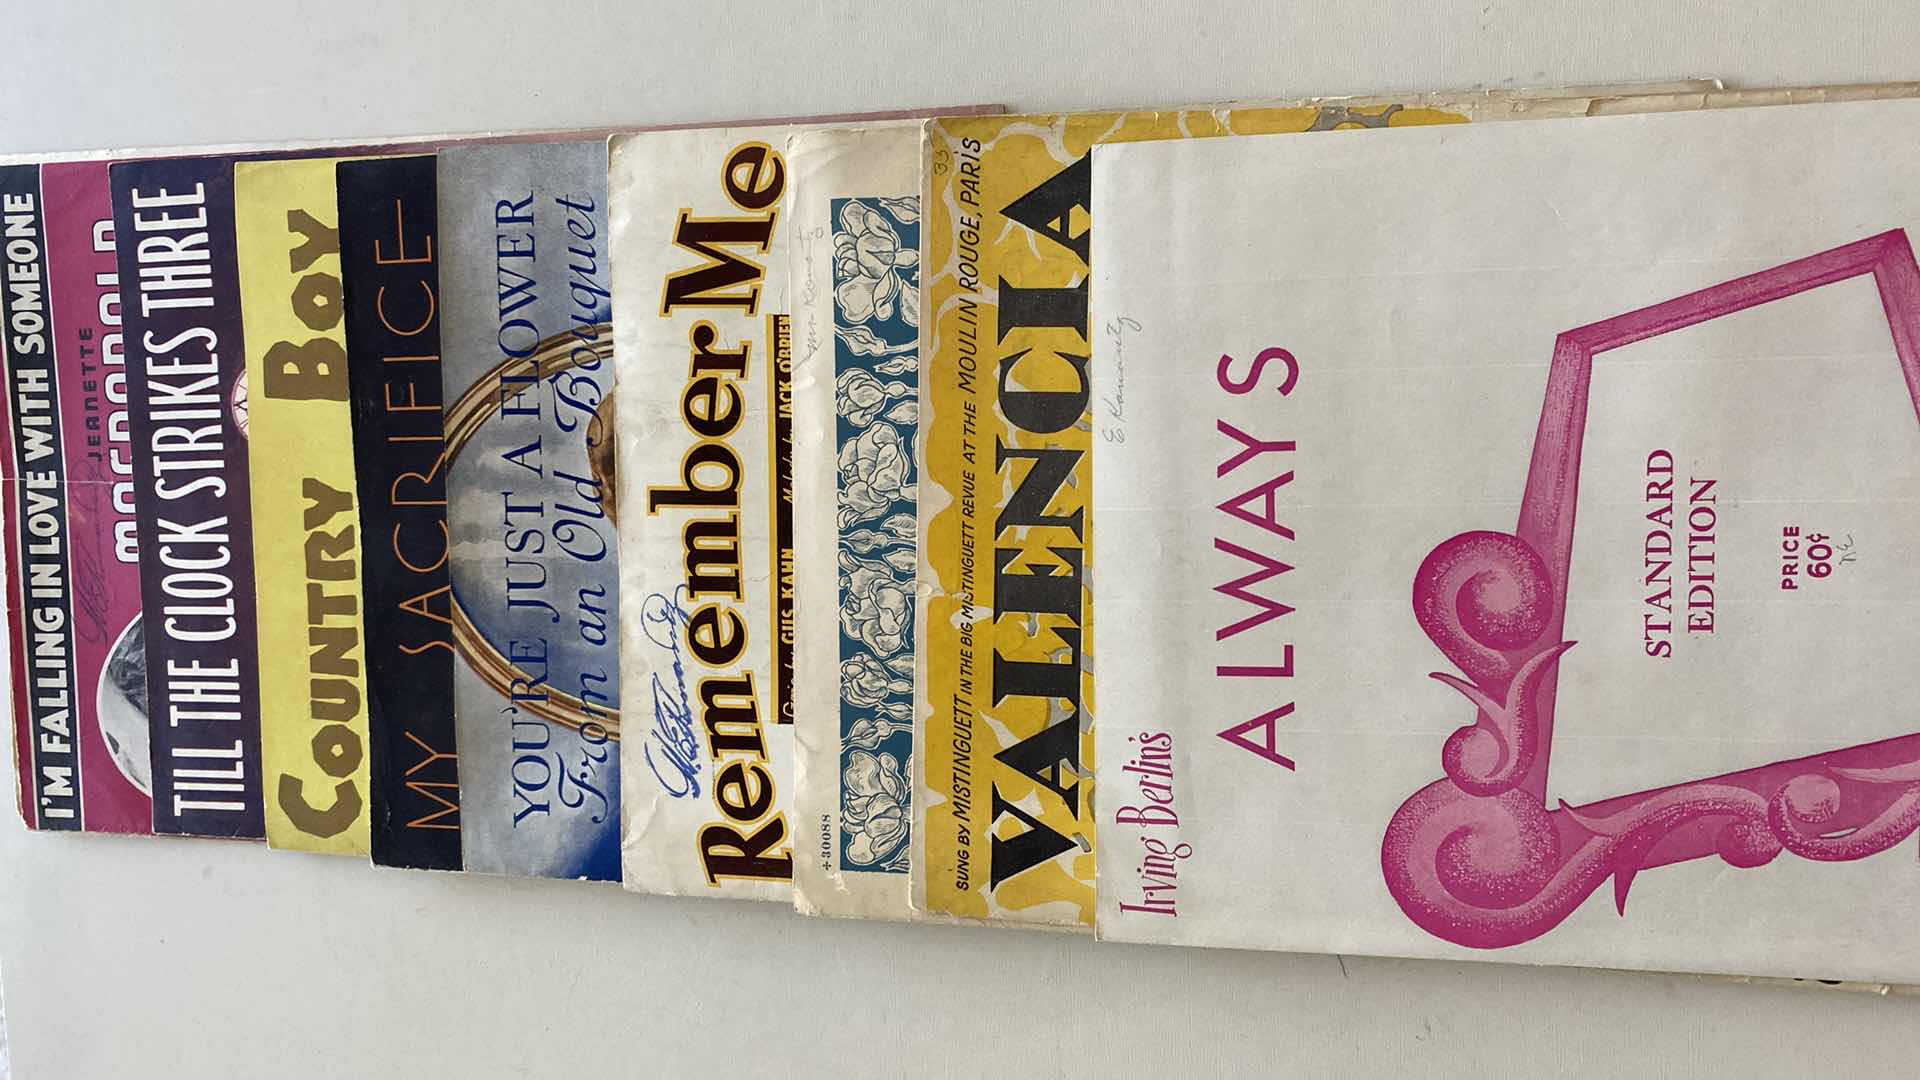 I'M FALLING IN LOVE WITH SOMEONE
JEANETTE
MACDONALD
TILL THE CLOCK STRIKES THREE
COUNTRY BOY
MY SACRIFICE
YOU'RE JUST A FLOWER
From an Old Bouquet
Remember Me
GUS KAHN
JACK O'BRIEN
÷30088
33
SUNG BY MISTINGUETT IN THE BIG MISTINGUETT REVUE AT THE MOULIN ROUGE, PARIS
VALENCIA
Irving Berlin's
ALWAYS
STANDARD
EDITION
PRICE
60¢